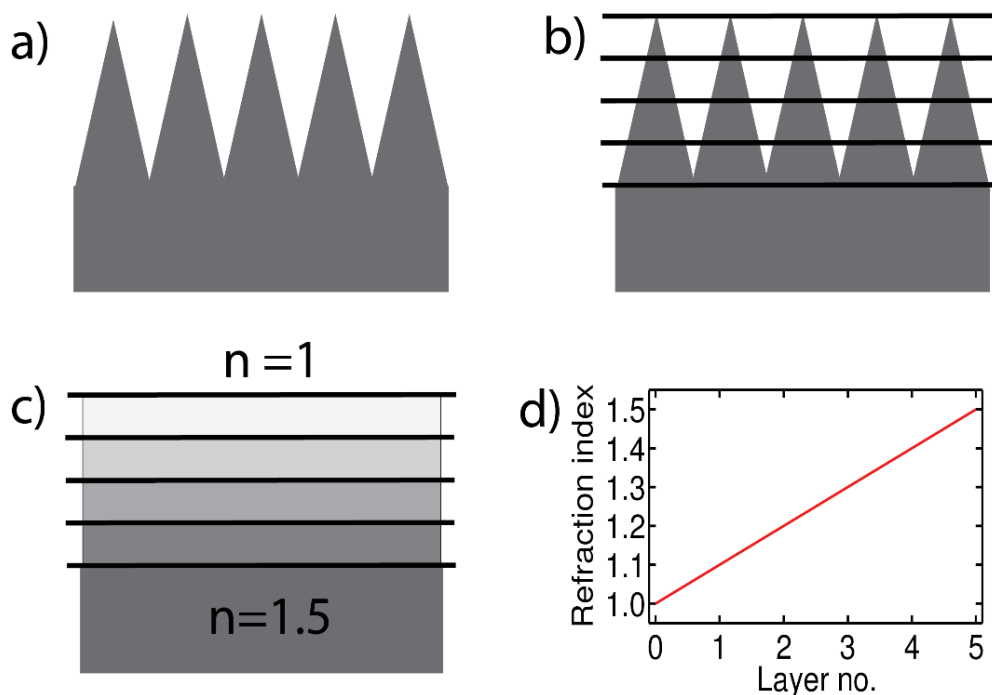 a)
b)
n =1
c)
n=1.5
d)
Refraction index
1.5
1.4
1.3
1.2
1.1
1.0
0 1 2 3 4 5
Layer no.